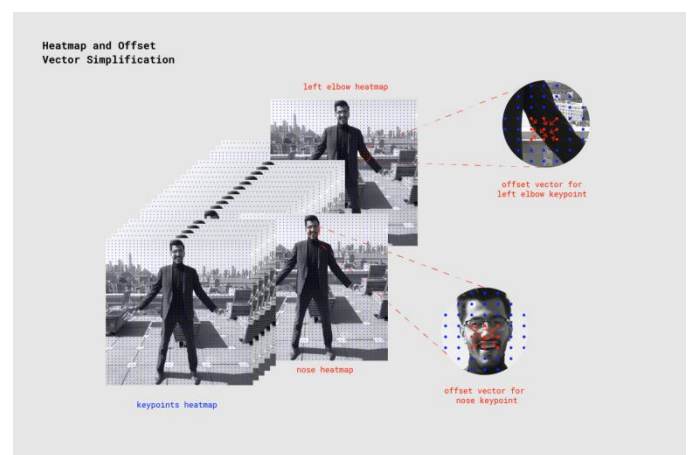 Heatmap and Offset
Vector Simplification
left elbow heatmap
offset vector for
left elbow keypoint
nose heatmap
offset vector for
nose keypoint
keypoints heatmap